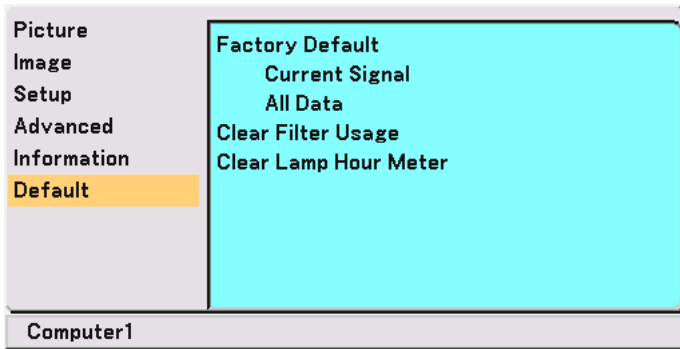 Picture
Image
Setup
Advanced
Information
Default
Factory Default
Current Signal
All Data
Clear Filter Usage
Clear Lamp Hour Meter
Computer1